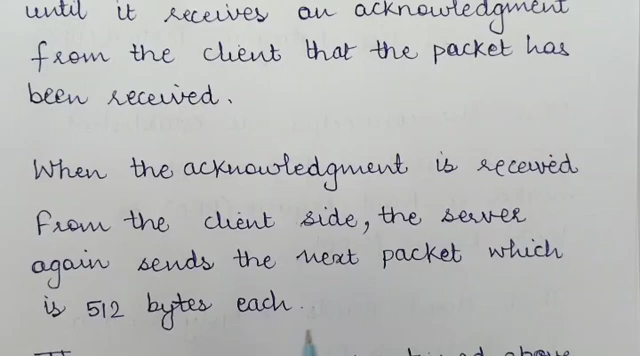 until it receives an acknowledgment
from the client that the packet has
been received.
When the acknowledgment is received
from the client side, the server
again sends the next packet which
is 512 bytes each.
above